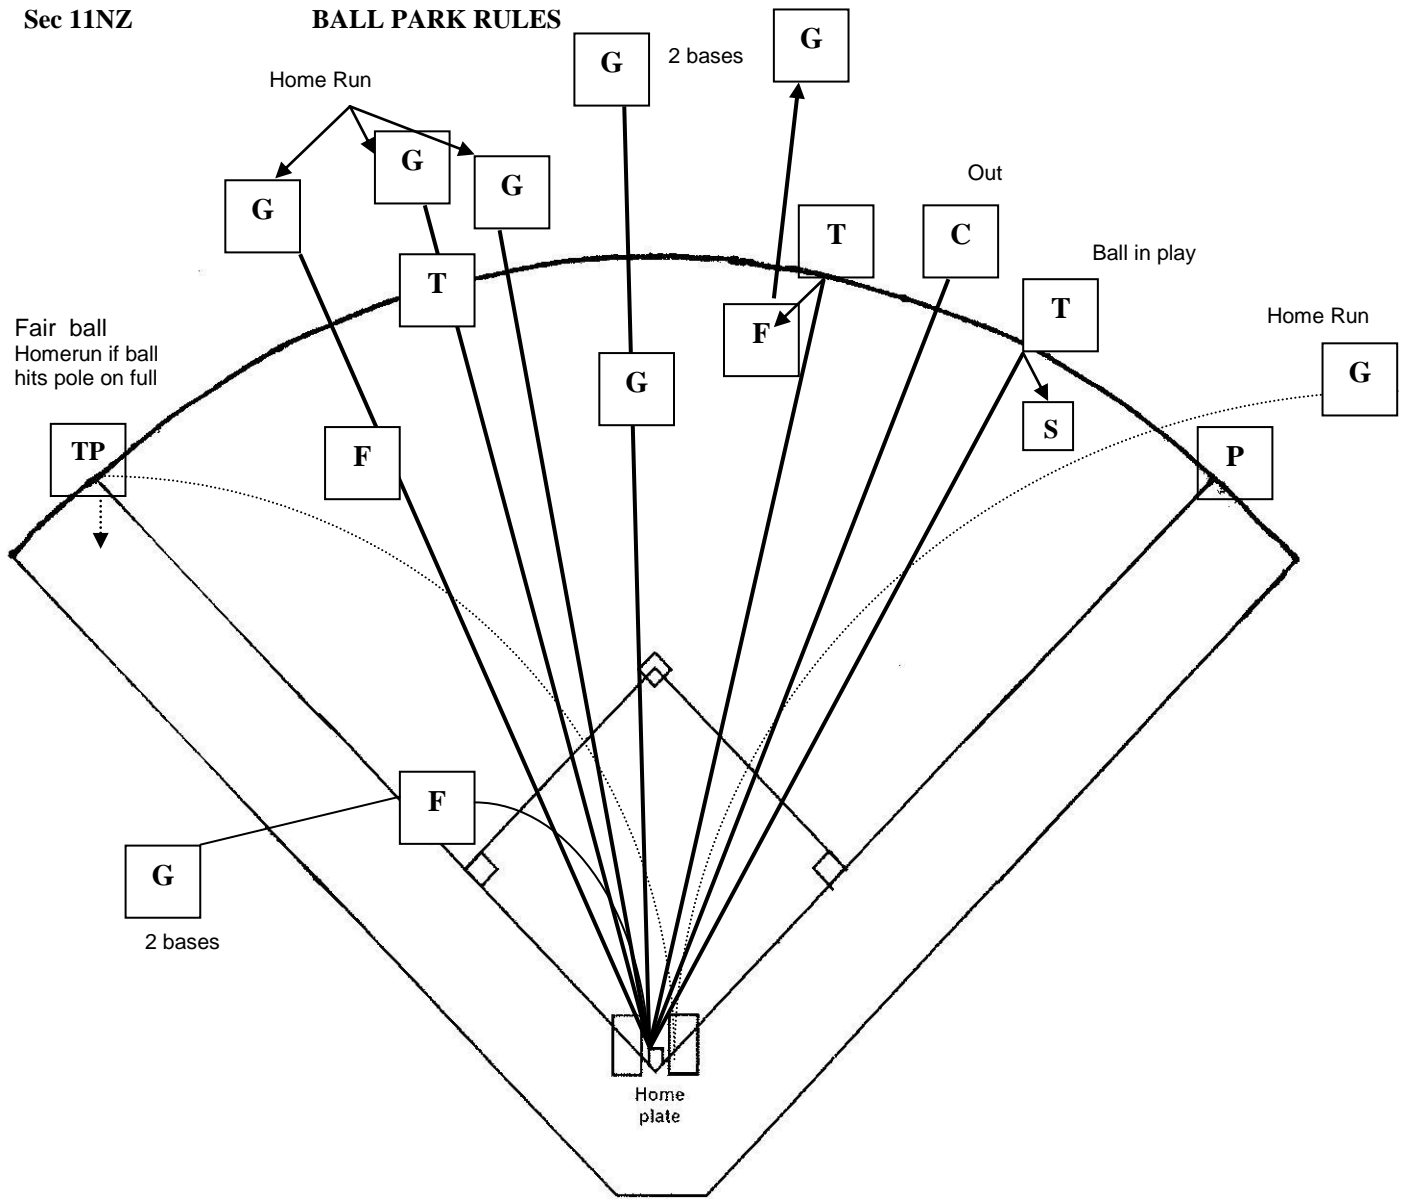 Sec 11NZ BALL PARK RULES
G 2 bases G
Home Run
G G G
Out
T C
Ball in play
T T
F
Home Run
G
Fair ball
Homerun if ball
hits pole on full
G
S
TP F P
F
G
2 bases
Home
plate